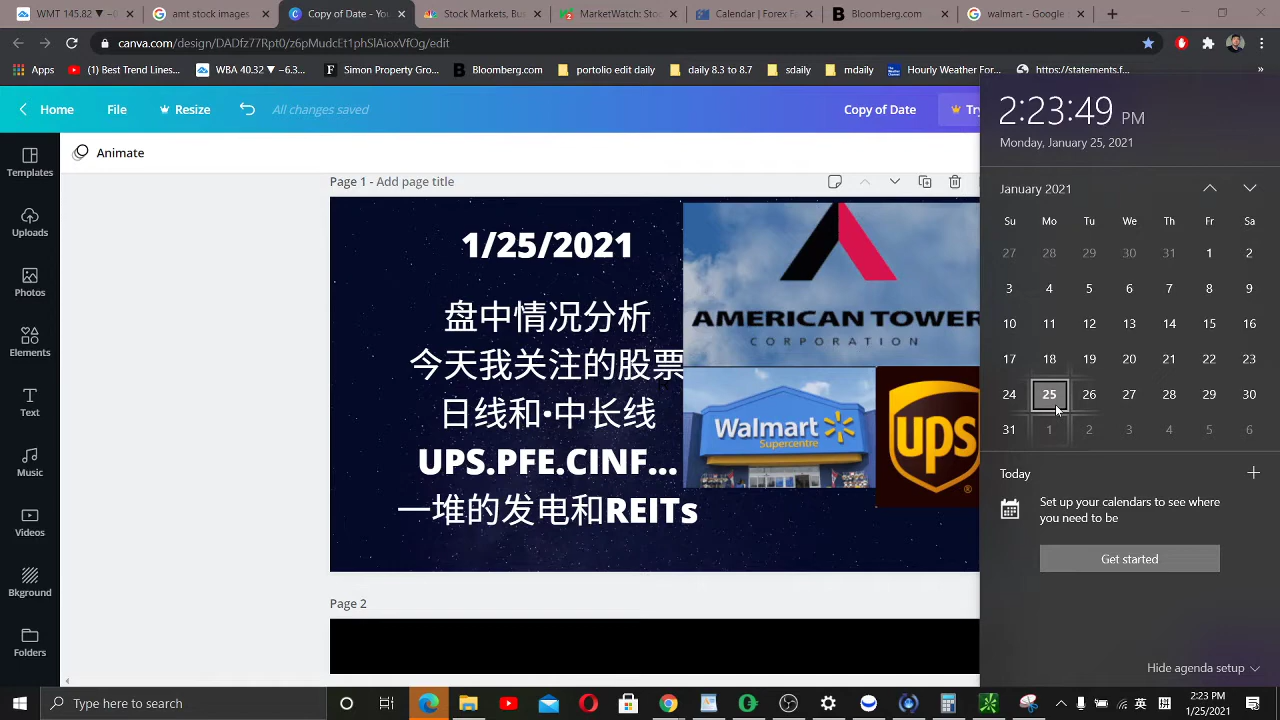 WMT 145.82 ▼ −0
amt stock images
Copy of Date - You
Stock Markets, Bus
MarketWatch: Stoc
Calendar | Forex Fa
Bloomberg.com
walmart - Google
canva.com/design/DADfz77Rpt0/z6pMudcEt1phSlAioxVfOg/edit
Apps
(1) Best Trend Lines...
WBA 40.32 ▼ −6.3...
Simon Property Gro...
Bloomberg.com
portolio edit daily
daily 8.3 to 8.7
sdaily
mdaily
Hourly Weather For...
https://statements.f...
Home
File
Resize
All changes saved
Copy of Date
Try
2:23:49 PM
Monday, January 25, 2021
Animate
Templates
Uploads
Photos
Elements
Text
Music
Videos
Bkground
Folders
Page 1 - Add page title
1/25/2021
盘中情况分析
今天我关注的股票
日线和·中长线
UPS.PFE.CINF...
一堆的发电和REITs
AMERICAN TOWER
CORPORATION
Walmart
Supercentre
ups
Page 2
January 2021
Su Mo Tu We Th Fr Sa
27 28 29 30 31 1 2
3 4 5 6 7 8 9
10 11 12 13 14 15 16
17 18 19 20 21 22 23
24 25 26 27 28 29 30
31 1 2 3 4 5 6
Today
Set up your calendars to see where
you need to be
Get started
Hide agenda setup
Type here to search
2:23 PM
1/25/2021